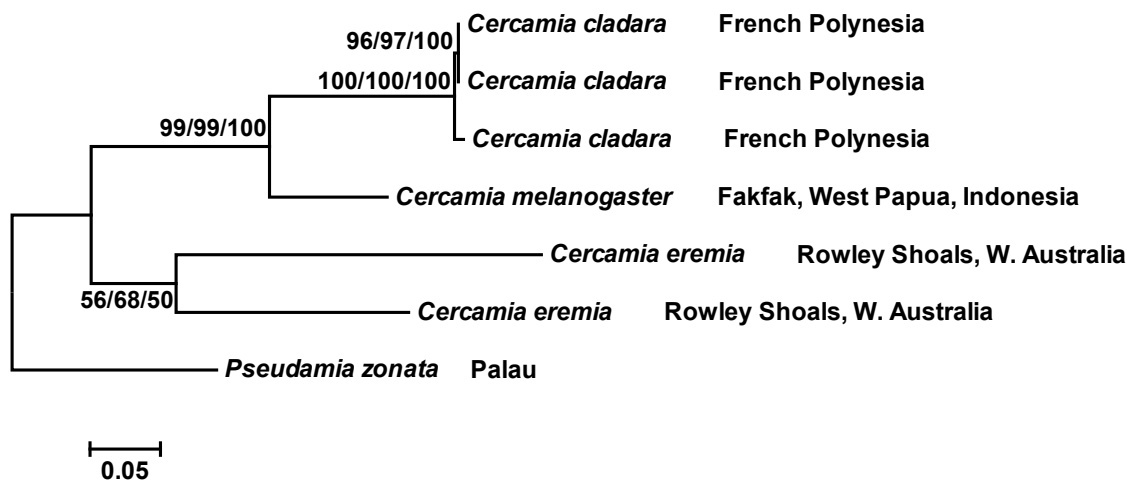 Cercamia cladara French Polynesia
96/97/100
Cercamia cladara French Polynesia
100/100/100
99/99/100
Cercamia cladara French Polynesia
Cercamia melanogaster Fakfak, West Papua, Indonesia
Cercamia eremia Rowley Shoals, W. Australia
56/68/50
Cercamia eremia Rowley Shoals, W. Australia
Pseudamia zonata Palau
0.05